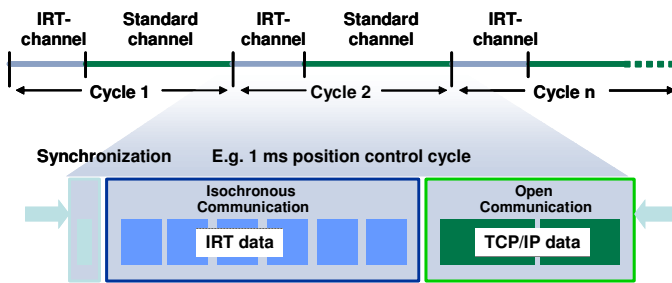 IRT-
channel
Standard
channel
IRT-
channel
Standard
channel
IRT-
channel
Cycle 1
Cycle 2
Cycle n
Synchronization
E.g. 1 ms position control cycle
Isochronous
Communication
Open
Communication
IRT data
TCP/IP data